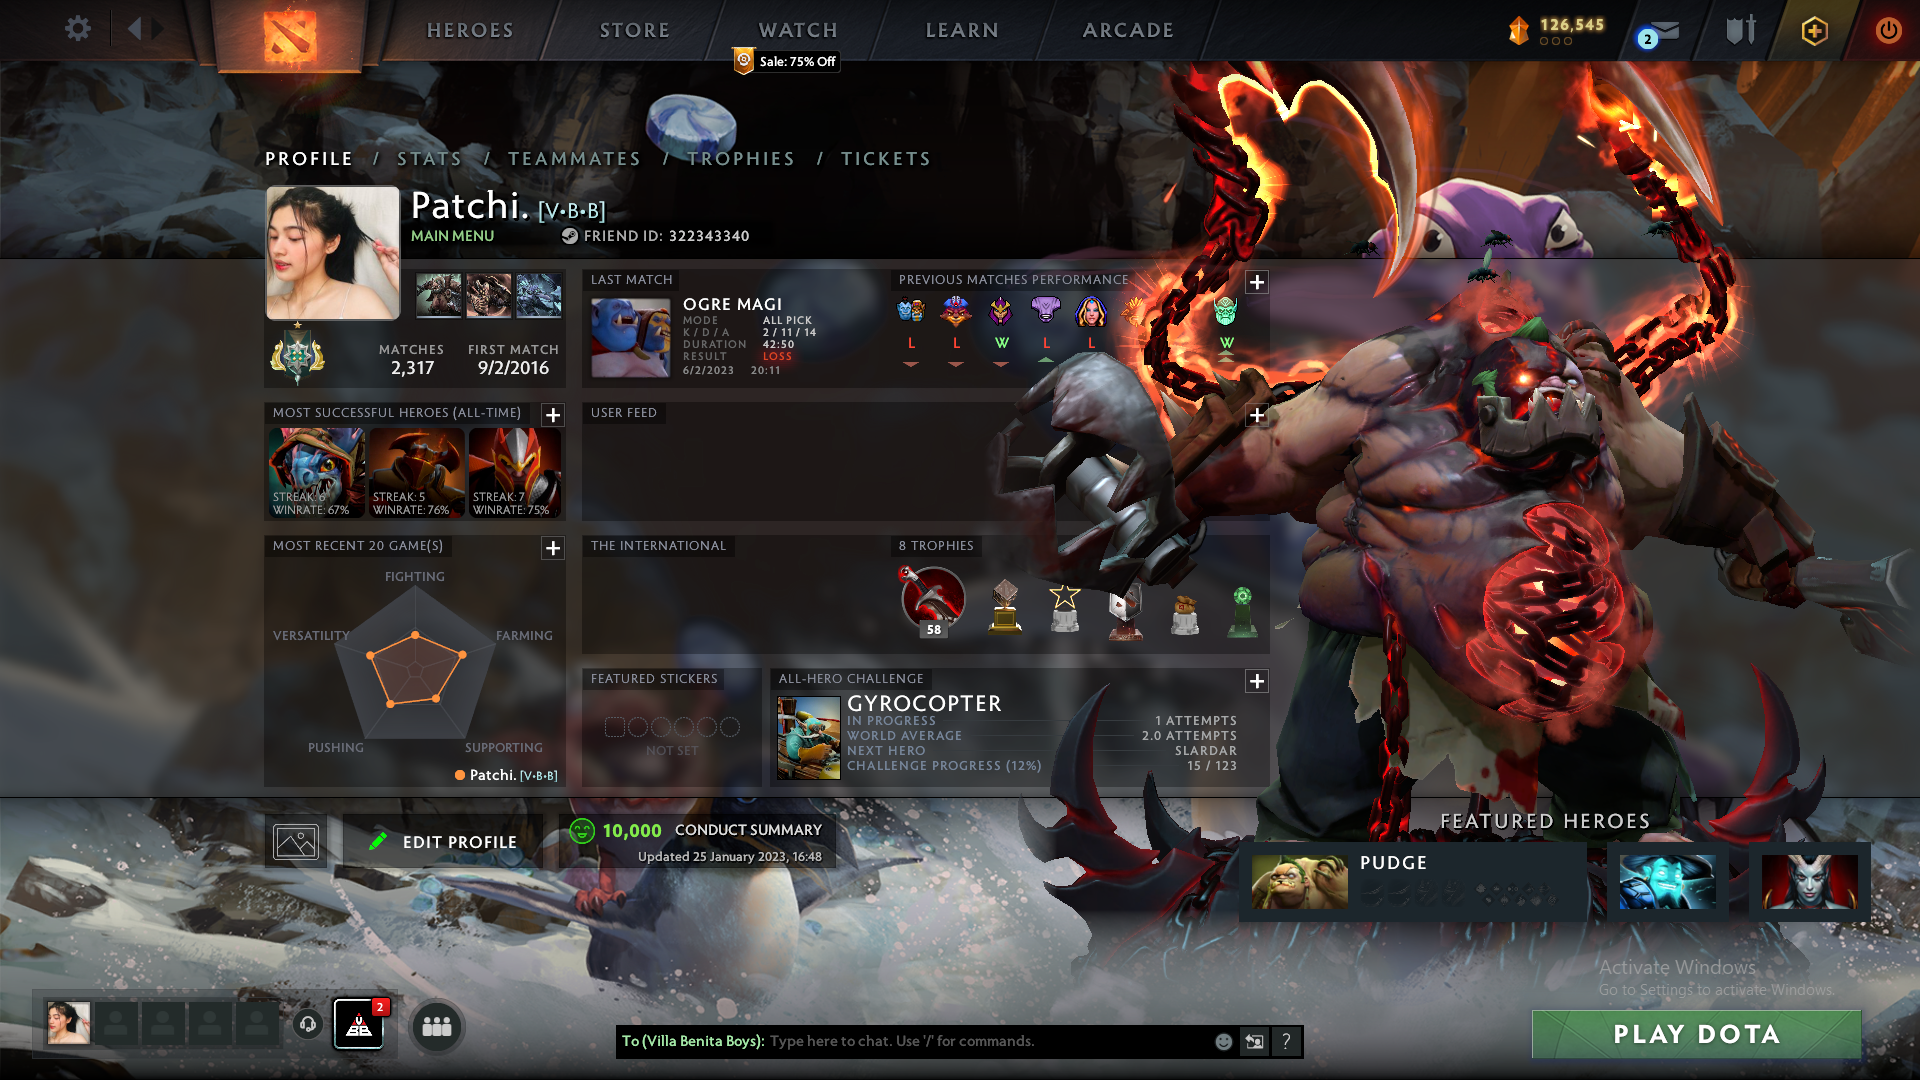 HEROES
STORE
WATCH
LEARN
ARCADE
126,545
2
Sale: 75% Off
PROFILE / STATS / TEAMMATES / TROPHIES / TICKETS
Patchi. [V•B•B]
MAIN MENU
FRIEND ID: 322343340
MATCHES
2,317
FIRST MATCH
9/2/2016
LAST MATCH
OGRE MAGI
MODE ALL PICK
K / D / A 2 / 11 / 14
DURATION 42:50
RESULT LOSS
6/2/2023 20:11
PREVIOUS MATCHES PERFORMANCE
L L W L L W
MOST SUCCESSFUL HEROES (ALL-TIME)
STREAK: 6
WINRATE: 67%
STREAK: 5
WINRATE: 76%
STREAK: 7
WINRATE: 75%
USER FEED
MOST RECENT 20 GAME(S)
FIGHTING
VERSATILITY
FARMING
PUSHING
SUPPORTING
Patchi. [V•B•B]
THE INTERNATIONAL
8 TROPHIES
58
FEATURED STICKERS
NOT SET
ALL-HERO CHALLENGE
GYROCOPTER
IN PROGRESS 1 ATTEMPTS
WORLD AVERAGE 2.0 ATTEMPTS
NEXT HERO SLARDAR
CHALLENGE PROGRESS (12%) 15 / 123
EDIT PROFILE
10,000 CONDUCT SUMMARY
Updated 25 January 2023, 16:48
FEATURED HEROES
PUDGE
Activate Windows
Go to Settings to activate Windows.
2
To (Villa Benita Boys): Type here to chat. Use '/' for commands.
?
PLAY DOTA